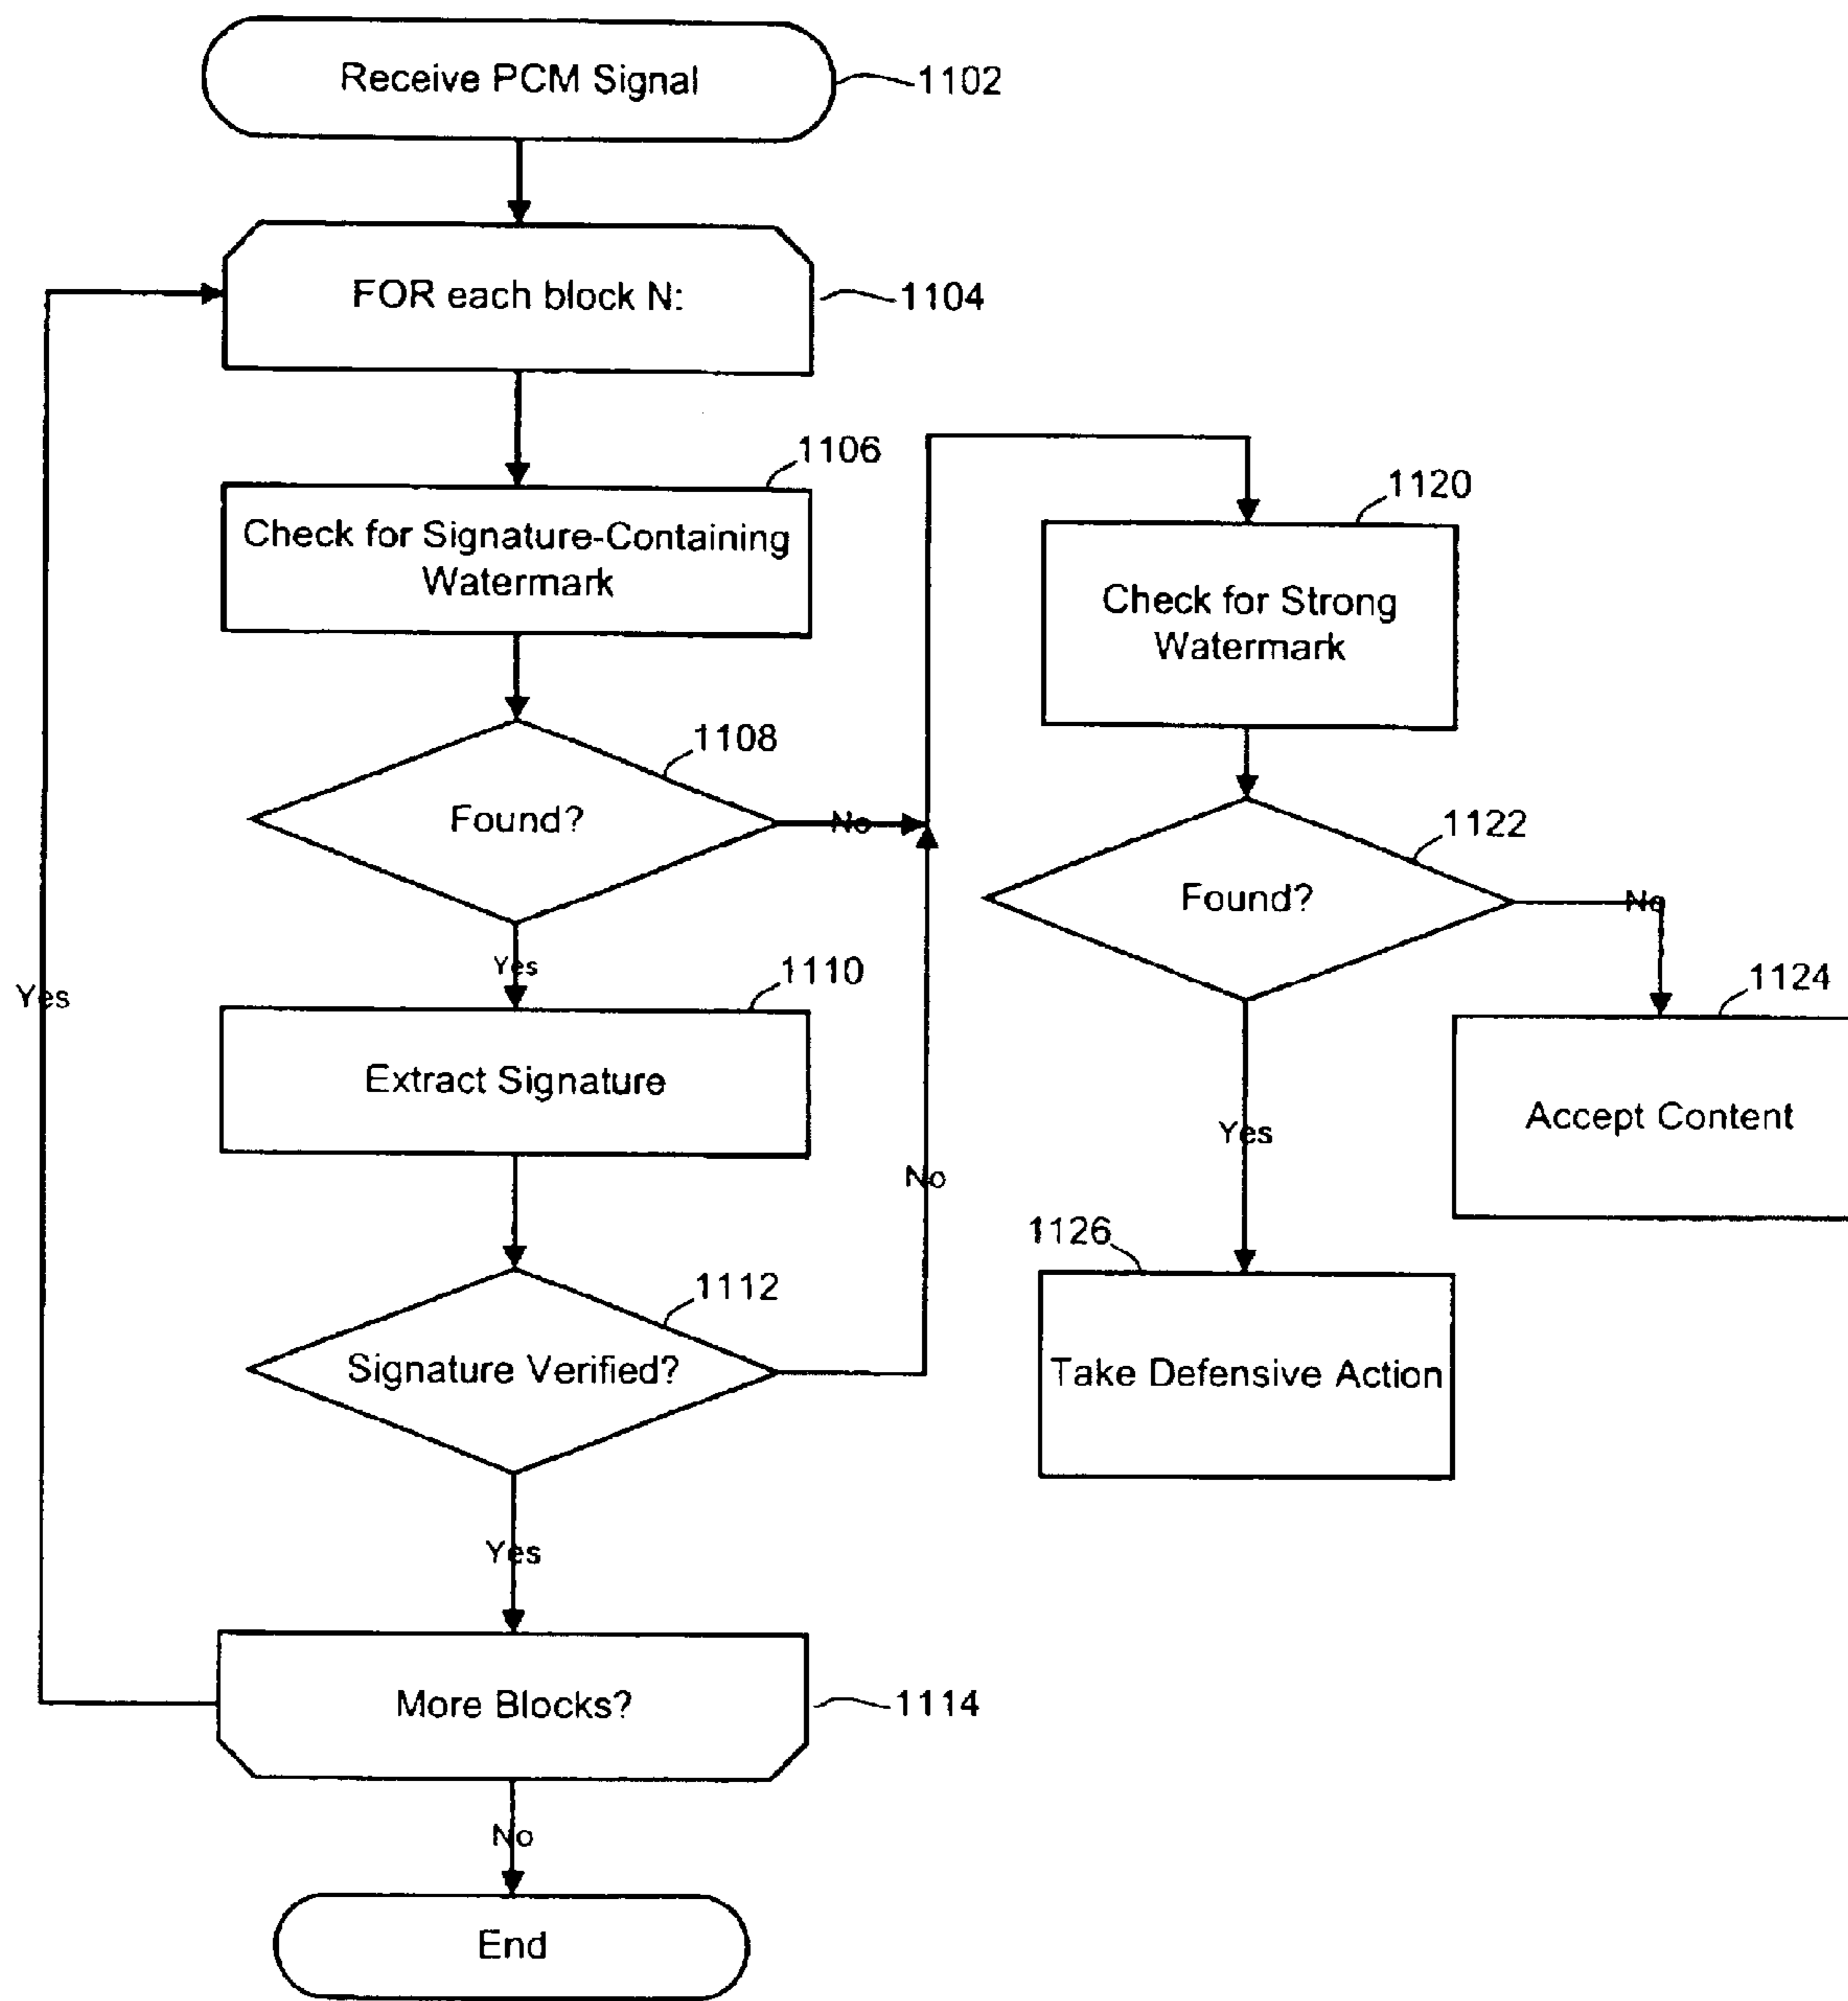 Receive PCM Signal
1102
FOR each block N:
1104
1106
Check for Signature-Containing
Watermark
1108
Found?
No
Yes
1110
Extract Signature
1112
Signature Verified?
No
Yes
More Blocks?
1114
Yes
No
End
1120
Check for Strong
Watermark
1122
Found?
No
1124
Accept Content
Yes
1126
Take Defensive Action